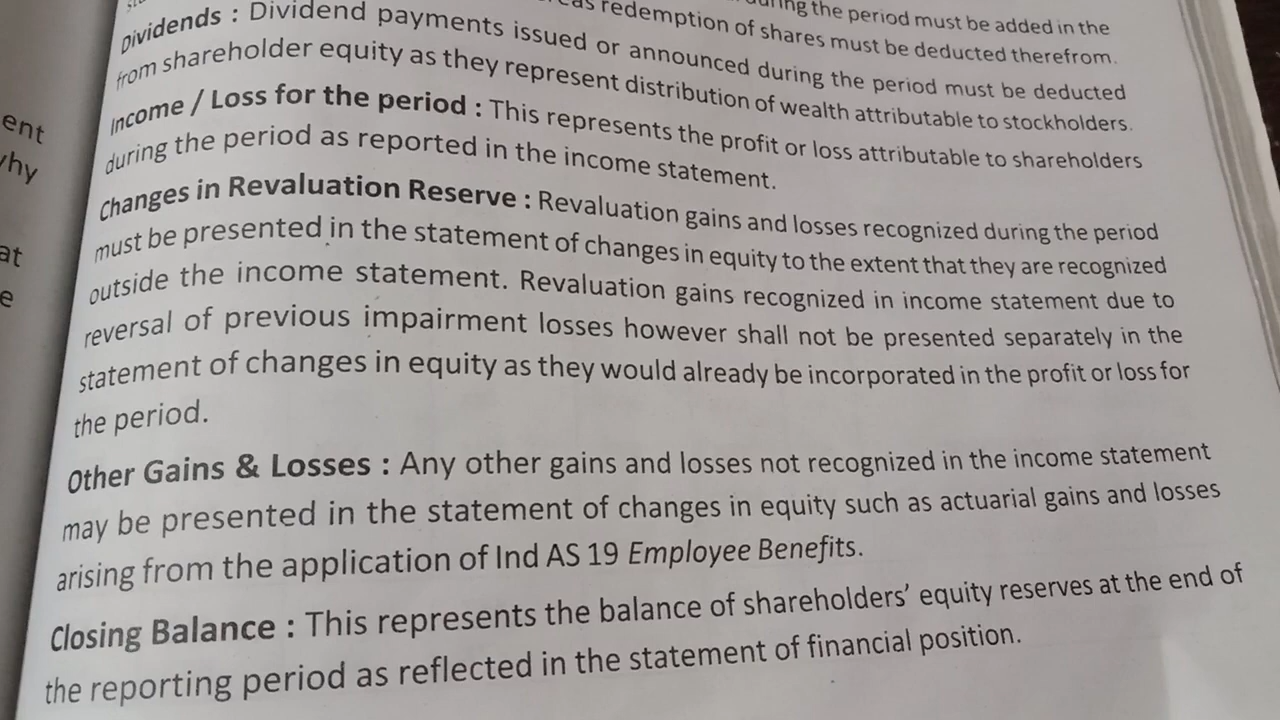 during the period must be added in the
redemption of shares must be deducted therefrom.
Dividends : Dividend payments issued or announced during the period must be deducted
from shareholder equity as they represent distribution of wealth attributable to stockholders.
Income / Loss for the period : This represents the profit or loss attributable to shareholders
during the period as reported in the income statement.
Changes in Revaluation Reserve : Revaluation gains and losses recognized during the period
must be presented in the statement of changes in equity to the extent that they are recognized
outside the income statement. Revaluation gains recognized in income statement due to
reversal of previous impairment losses however shall not be presented separately in the
statement of changes in equity as they would already be incorporated in the profit or loss for
the period.
Other Gains & Losses : Any other gains and losses not recognized in the income statement
may be presented in the statement of changes in equity such as actuarial gains and losses
arising from the application of Ind AS 19 Employee Benefits.
Closing Balance : This represents the balance of shareholders’ equity reserves at the end of
the reporting period as reflected in the statement of financial position.